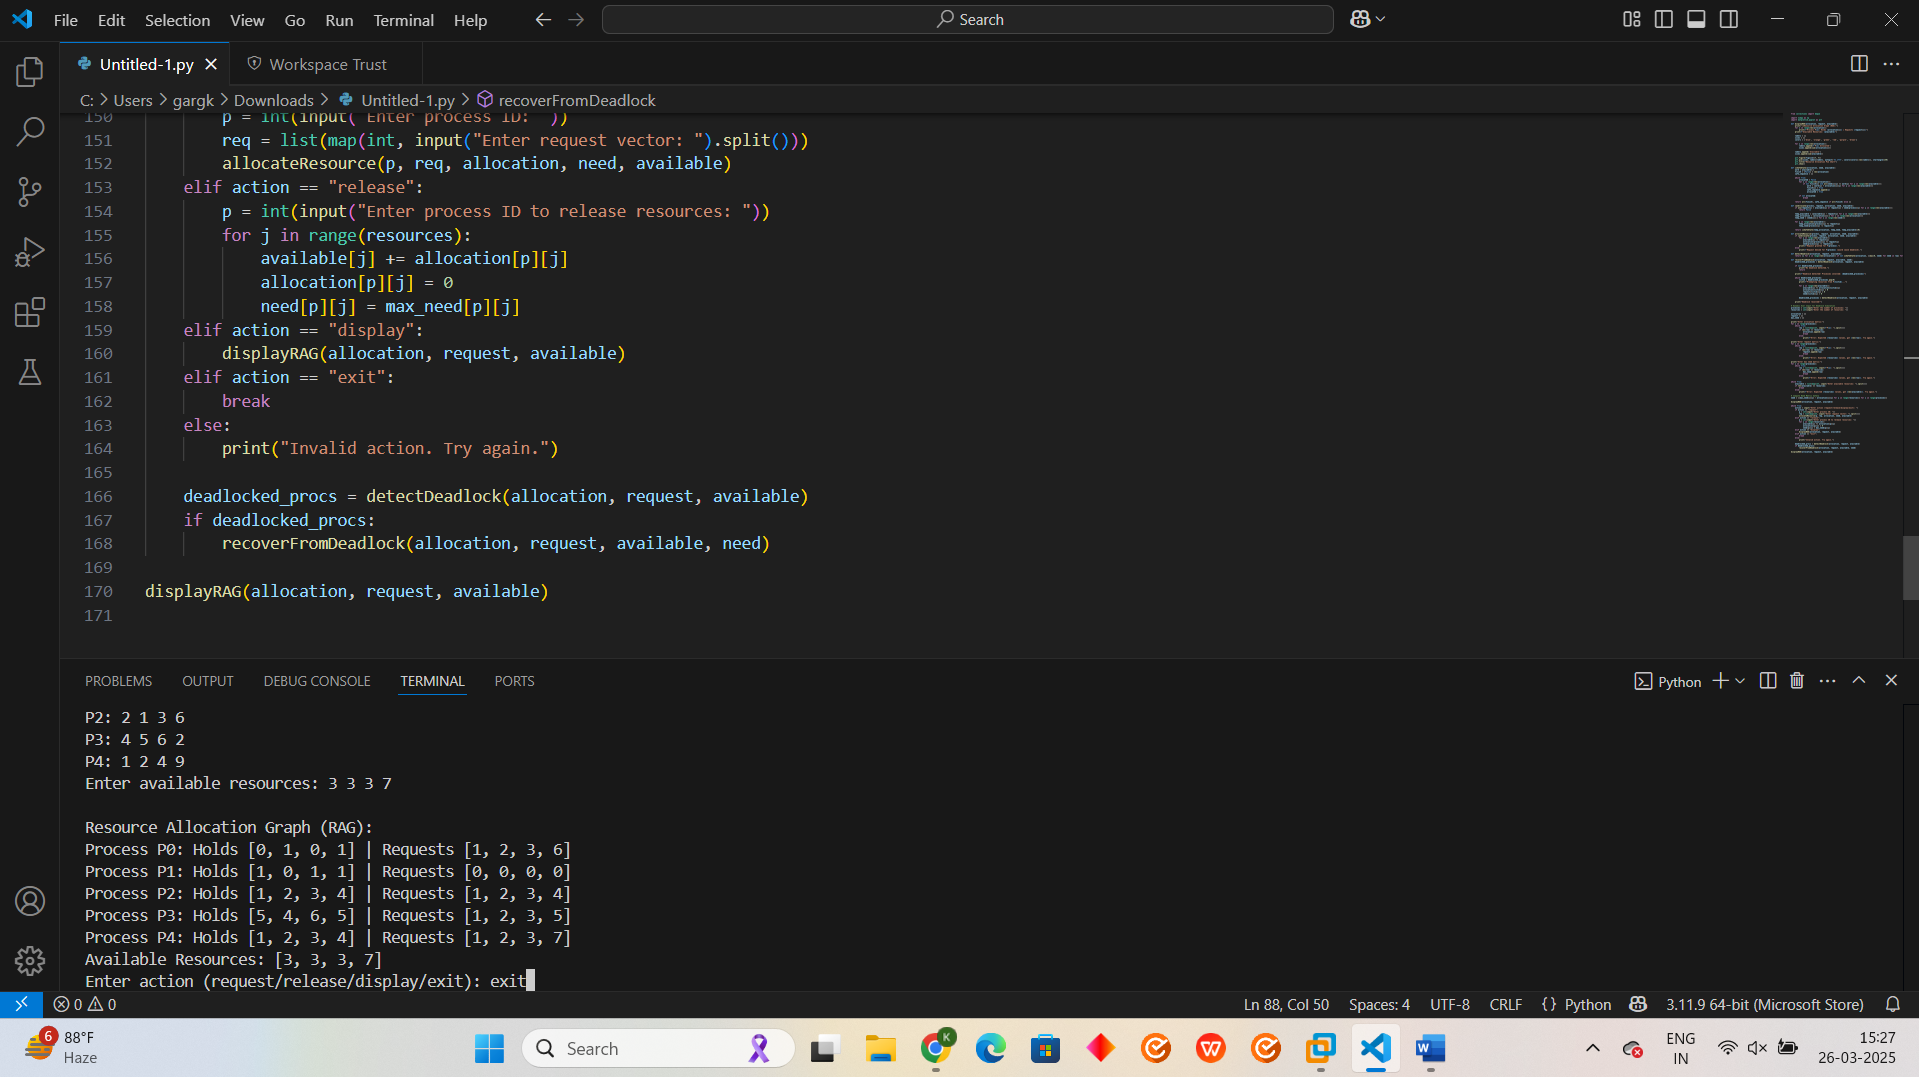 File Edit Selection View Go Run Terminal Help
Search
Untitled-1.py
Workspace Trust
C: > Users > gargk > Downloads > Untitled-1.py > recoverFromDeadlock
150 p = int(input("Enter process ID: "))
151 req = list(map(int, input("Enter request vector: ").split()))
152 allocateResource(p, req, allocation, need, available)
153 elif action == "release":
154 p = int(input("Enter process ID to release resources: "))
155 for j in range(resources):
156 available[j] += allocation[p][j]
157 allocation[p][j] = 0
158 need[p][j] = max_need[p][j]
159 elif action == "display":
160 displayRAG(allocation, request, available)
161 elif action == "exit":
162 break
163 else:
164 print("Invalid action. Try again.")
165
166 deadlocked_procs = detectDeadlock(allocation, request, available)
167 if deadlocked_procs:
168 recoverFromDeadlock(allocation, request, available, need)
169
170 displayRAG(allocation, request, available)
171
PROBLEMS OUTPUT DEBUG CONSOLE TERMINAL PORTS
Python
P2: 2 1 3 6
P3: 4 5 6 2
P4: 1 2 4 9
Enter available resources: 3 3 3 7
Resource Allocation Graph (RAG):
Process P0: Holds [0, 1, 0, 1] | Requests [1, 2, 3, 6]
Process P1: Holds [1, 0, 1, 1] | Requests [0, 0, 0, 0]
Process P2: Holds [1, 2, 3, 4] | Requests [1, 2, 3, 4]
Process P3: Holds [5, 4, 6, 5] | Requests [1, 2, 3, 5]
Process P4: Holds [1, 2, 3, 4] | Requests [1, 2, 3, 7]
Available Resources: [3, 3, 3, 7]
Enter action (request/release/display/exit): exit
0 0 Ln 88, Col 50 Spaces: 4 UTF-8 CRLF {} Python 3.11.9 64-bit (Microsoft Store)
6
88°F
Haze
Search
K
W
W
ENG
IN
15:27
26-03-2025